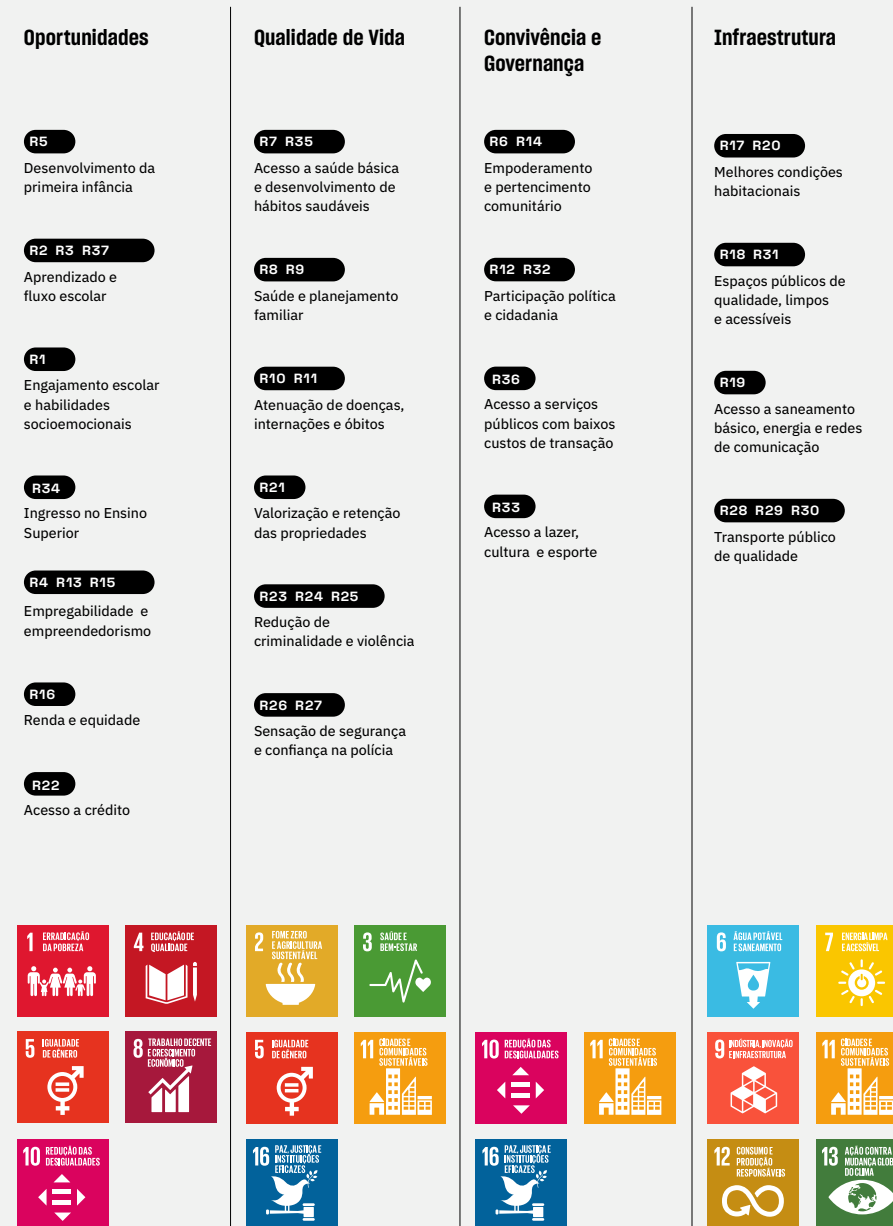 Oportunidades
R5
Desenvolvimento da
primeira infância
R2 R3 R37
Aprendizado e
fluxo escolar
R1
Engajamento escolar
e habilidades
socioemocionais
R34
Ingresso no Ensino
Superior
R4 R13 R15
Empregabilidade e
empreendedorismo
R16
Renda e equidade
R22
Acesso a crédito
1 ERRADICAÇÃO
DA POBREZA
4 EDUCAÇÃO DE
QUALIDADE
5 IGUALDADE
DE GÊNERO
8 TRABALHO DECENTE
E CRESCIMENTO
ECONÔMICO
10 REDUÇÃO DAS
DESIGUALDADES
Qualidade de Vida
R7 R35
Acesso a saúde básica
e desenvolvimento de
hábitos saudáveis
R8 R9
Saúde e planejamento
familiar
R10 R11
Atenuação de doenças,
internações e óbitos
R21
Valorização e retenção
das propriedades
R23 R24 R25
Redução de
criminalidade e violência
R26 R27
Sensação de segurança
e confiança na polícia
2 FOME ZERO
E AGRICULTURA
SUSTENTÁVEL
3 SAÚDE E
BEM-ESTAR
5 IGUALDADE
DE GÊNERO
11 CIDADES E
COMUNIDADES
SUSTENTÁVEIS
16 PAZ, JUSTIÇA E
INSTITUIÇÕES
EFICAZES
Convivência e
Governança
R6 R14
Empoderamento
e pertencimento
comunitário
R12 R32
Participação política
e cidadania
R36
Acesso a serviços
públicos com baixos
custos de transação
R33
Acesso a lazer,
cultura e esporte
10 REDUÇÃO DAS
DESIGUALDADES
11 CIDADES E
COMUNIDADES
SUSTENTÁVEIS
16 PAZ, JUSTIÇA E
INSTITUIÇÕES
EFICAZES
Infraestrutura
R17 R20
Melhores condições
habitacionais
R18 R31
Espaços públicos de
qualidade, limpos
e acessíveis
R19
Acesso a saneamento
básico, energia e redes
de comunicação
R28 R29 R30
Transporte público
de qualidade
6 ÁGUA POTÁVEL
E SANEAMENTO
7 ENERGIA LIMPA
E ACESSÍVEL
9 INDÚSTRIA, INOVAÇÃO
E INFRAESTRUTURA
11 CIDADES E
COMUNIDADES
SUSTENTÁVEIS
12 CONSUMO E
PRODUÇÃO
RESPONSÁVEIS
13 AÇÃO CONTRA
MUDANÇA GLOB
DO CLIMA